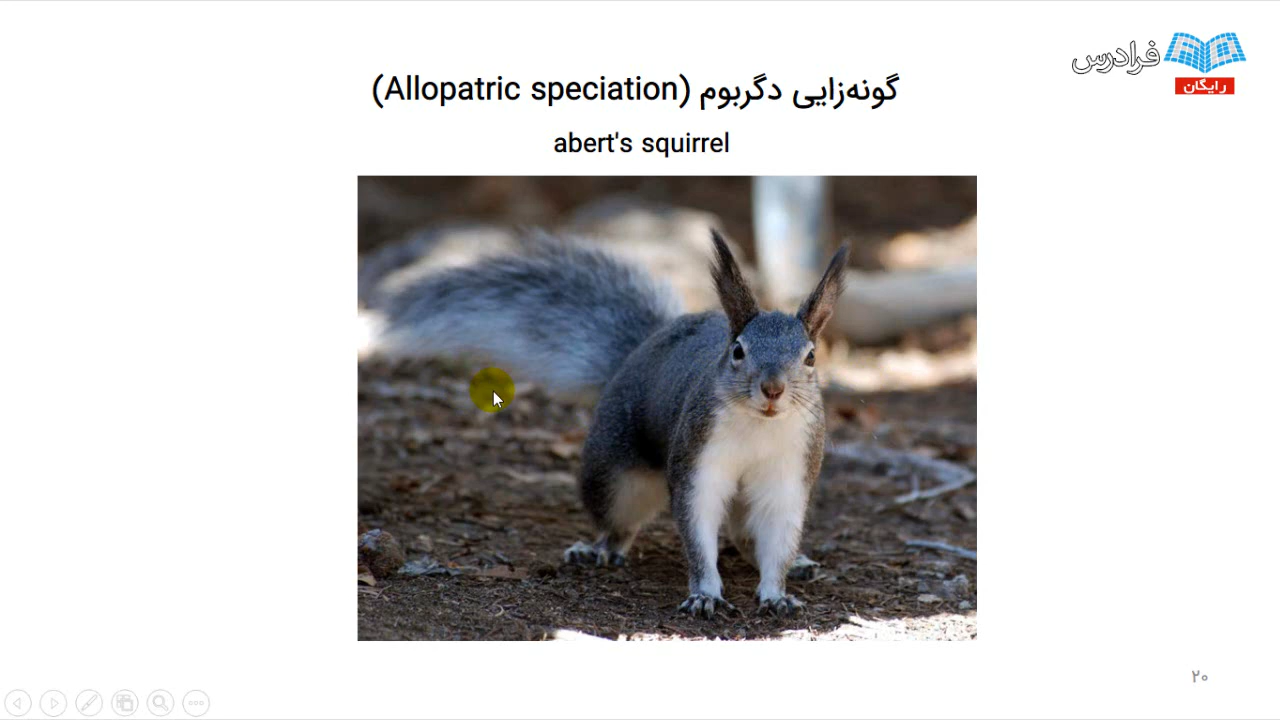 فرادرس
رایگان
گونه‌زایی دگربوم (Allopatric speciation)
abert's squirrel
۲۰